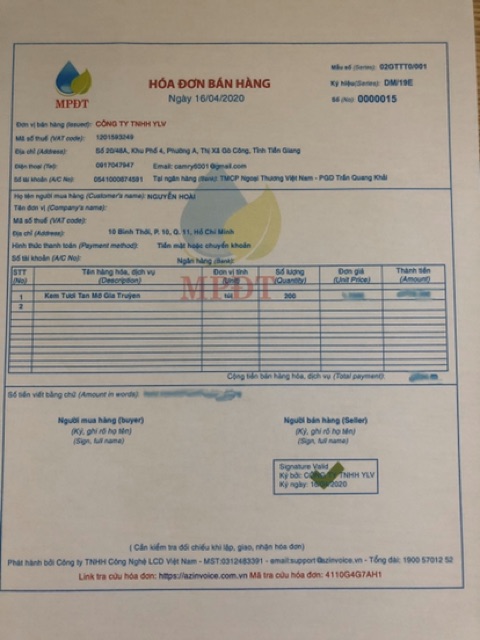 MPĐT
HÓA ĐƠN BÁN HÀNG
Ngày 16/04/2020
Mẫu số (Series): 02GTTT0/001
Ký hiệu(Series): DM/19E
Số (No): 0000015
Đơn vị bán hàng (Issuer): CÔNG TY TNHH YLV
Mã số thuế (VAT code): 1201593249
Địa chỉ (Address): Số 20/48A, Khu Phố 4, Phường A, Thị Xã Gò Công, Tỉnh Tiền Giang
Điện thoại (Tel): 0917047947 Email: camry6001@gmail.com
Số tài khoản (A/C No): 0541000674591 Tại ngân hàng (Bank): TMCP Ngoại Thương Việt Nam - PGD Trần Quang Khải
Họ tên người mua hàng (Customer's name): NGUYỄN HOÀI
Tên đơn vị (Company's name):
Mã số thuế (VAT code):
Địa chỉ (Address): 10 Bình Thới, P. 10, Q. 11, Hồ Chí Minh
Hình thức thanh toán (Payment method): Tiền mặt hoặc chuyển khoản
Số tài khoản (A/C No): Ngân hàng (Bank):
STT Tên hàng hóa, dịch vụ Đơn vị tính Số lượng Đơn giá Thành tiền
(No) (Description) (Unit) (Quantity) (Unit Price) (Amount)
1 Kem Tươi Tan Mỡ Gia Truyền 200
2
MPĐT
Cộng tiền bán hàng hóa, dịch vụ (Total payment):
Số tiền viết bằng chữ (Amount in words):
Người mua hàng (buyer) Người bán hàng (Seller)
(Ký, ghi rõ họ tên) (Ký, ghi rõ họ tên)
(Sign, full name) (Sign, full name)
Signature Valid
Ký bởi: CÔNG TY TNHH YLV
Ký ngày: 16/04/2020
( Cần kiểm tra đối chiếu khi lập, giao, nhận hóa đơn )
Phát hành bởi Công ty TNHH Công Nghệ LCD Việt Nam - MST:0312483391 - email:support@azinvoice.com - Tổng đài: 1900 57012 52
Link tra cứu hóa đơn: https://azinvoice.com.vn Mã tra cứu hóa đơn: 4110G4G7AH1